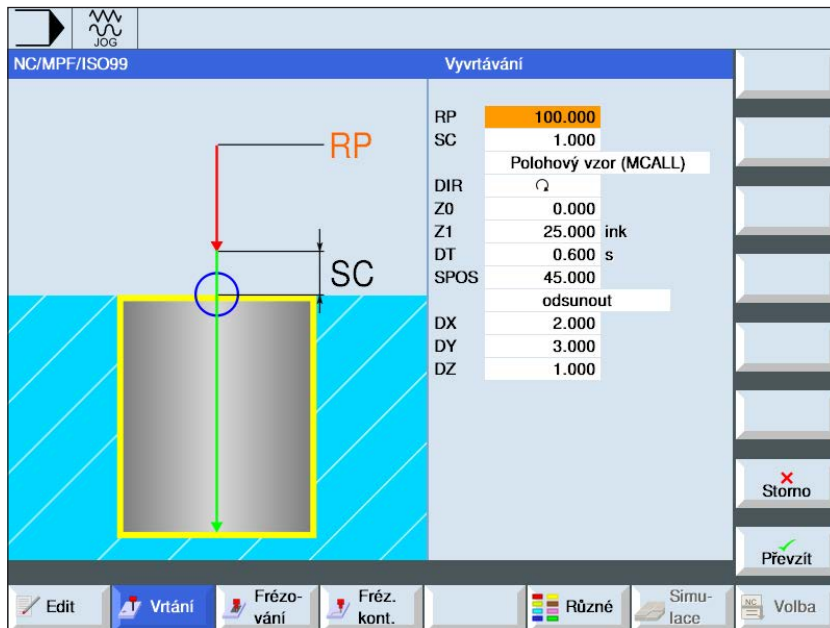 JOG
NC/MPF/ISO99
Vyvrtávání
RP
SC
RP 100.000
SC 1.000
Polohový vzor (MCALL)
DIR
Z0 0.000
Z1 25.000 ink
DT 0.600 s
SPOS 45.000
odsunout
DX 2.000
DY 3.000
DZ 1.000
Storno
Převzít
Edit
Vrtání
Frézo-
vání
Fréz.
kont.
Různé
Simu-
lace
NC
Volba